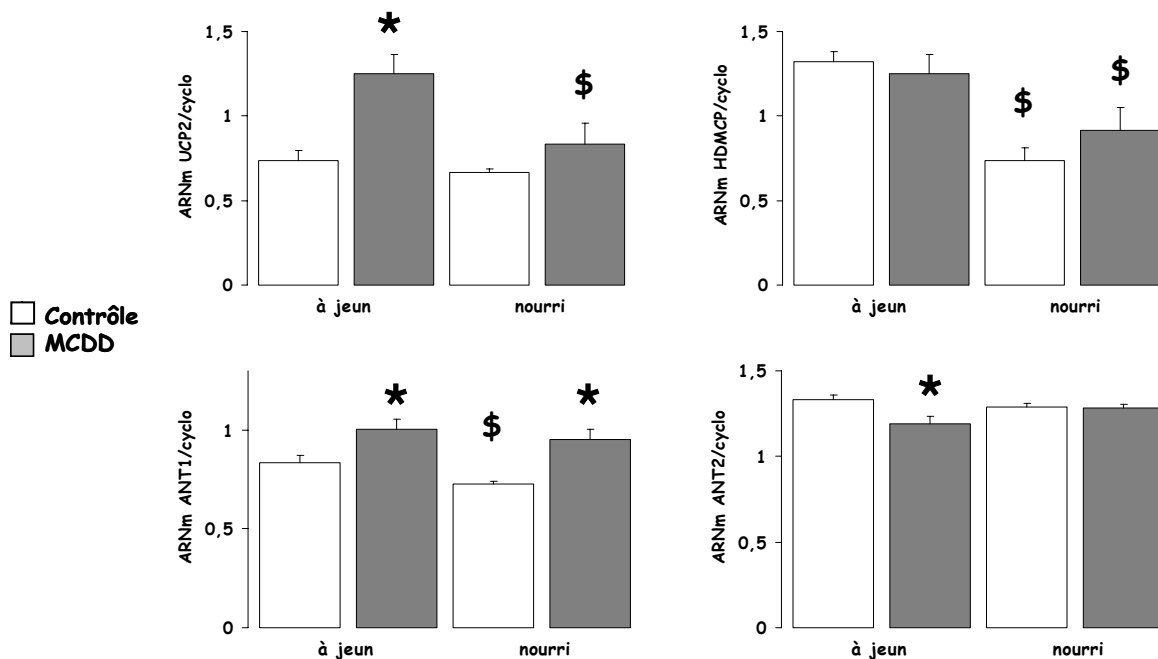 1,5
1
0,5
0
ARNm UCP2/cyclo
*
$
à jeun
nourri
1,5
1
0,5
0
ARNm HDMCP/cyclo
$
$
à jeun
nourri
Contrôle
MCDD
1
0,5
0
ARNm ANT1/cyclo
*
$
*
à jeun
nourri
1,5
1
0,5
0
ARNm ANT2/cyclo
*
à jeun
nourri